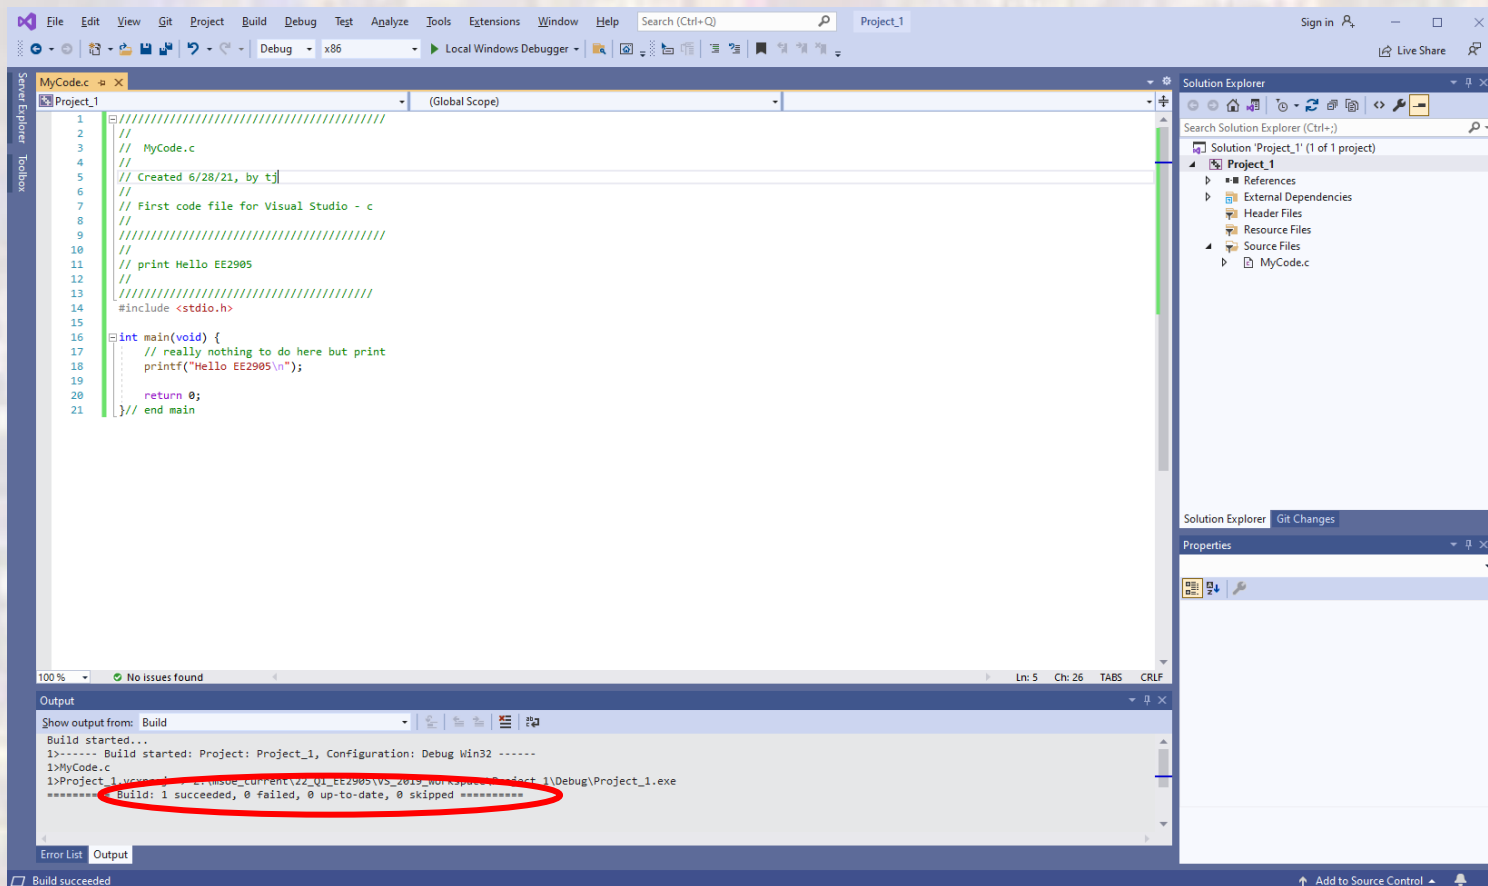 File Edit View Git Project Build Debug Test Analyze Tools Extensions Window Help Search (Ctrl+Q) Project_1 Sign in
Debug x86 Local Windows Debugger Live Share
Server Explorer
Toolbox
MyCode.c
Project_1 (Global Scope)
1 //////////////////////////////////////////
2 //
3 //  MyCode.c
4 //
5 // Created 6/28/21, by tj
6 //
7 // First code file for Visual Studio - c
8 //
9 //////////////////////////////////////////
10 //
11 // print Hello EE2905
12 //
13 ////////////////////////////////////////
14 #include <stdio.h>
15
16 int main(void) {
17     // really nothing to do here but print
18     printf("Hello EE2905\n");
19
20     return 0;
21 }// end main
100 % No issues found Ln: 5 Ch: 26 TABS CRLF
Output
Show output from: Build
Build started...
1>------ Build started: Project: Project_1, Configuration: Debug Win32 ------
1>MyCode.c
1>Project_1.vcxproj -> E:\msoe_current\22_Q1_EE2905\VS_2019_workspace\Project_1\Debug\Project_1.exe
========== Build: 1 succeeded, 0 failed, 0 up-to-date, 0 skipped ==========
Error List Output
Build succeeded Add to Source Control
Solution Explorer
Search Solution Explorer (Ctrl+;)
Solution 'Project_1' (1 of 1 project)
Project_1
References
External Dependencies
Header Files
Resource Files
Source Files
MyCode.c
Solution Explorer Git Changes
Properties